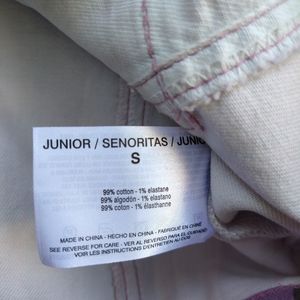 JUNIOR / SENORITAS / JUNIO
S
99% cotton - 1% elastane
99% algodón - 1% elastano
99% coton - 1% élasthanne
MADE IN CHINA - HECHO EN CHINA - FABRIQUÉ EN CHINE
SEE REVERSE FOR CARE - VER AL REVERSO PARA EL CUIDADO
VOIR LES INSTRUCTIONS D'ENTRETIEN AU DOS